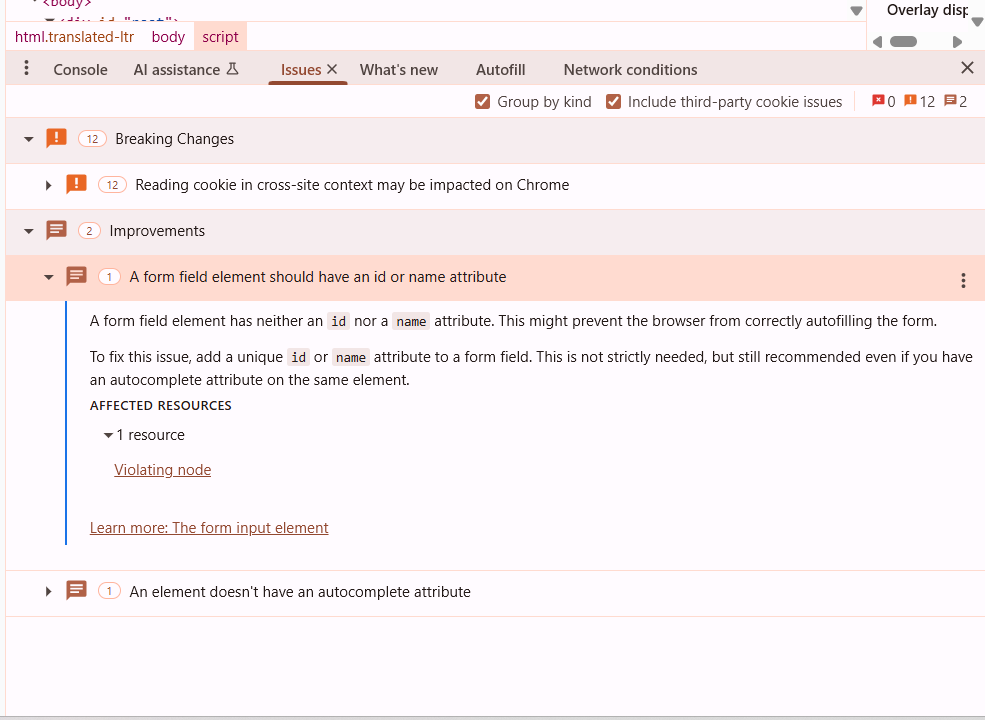 <body>
Overlay disp
html.translated-ltr body script
Console AI assistance Issues What's new Autofill Network conditions
Group by kind Include third-party cookie issues 0 12 2
12 Breaking Changes
12 Reading cookie in cross-site context may be impacted on Chrome
2 Improvements
1 A form field element should have an id or name attribute
A form field element has neither an id nor a name attribute. This might prevent the browser from correctly autofilling the form.
To fix this issue, add a unique id or name attribute to a form field. This is not strictly needed, but still recommended even if you have
an autocomplete attribute on the same element.
AFFECTED RESOURCES
1 resource
Violating node
Learn more: The form input element
1 An element doesn't have an autocomplete attribute